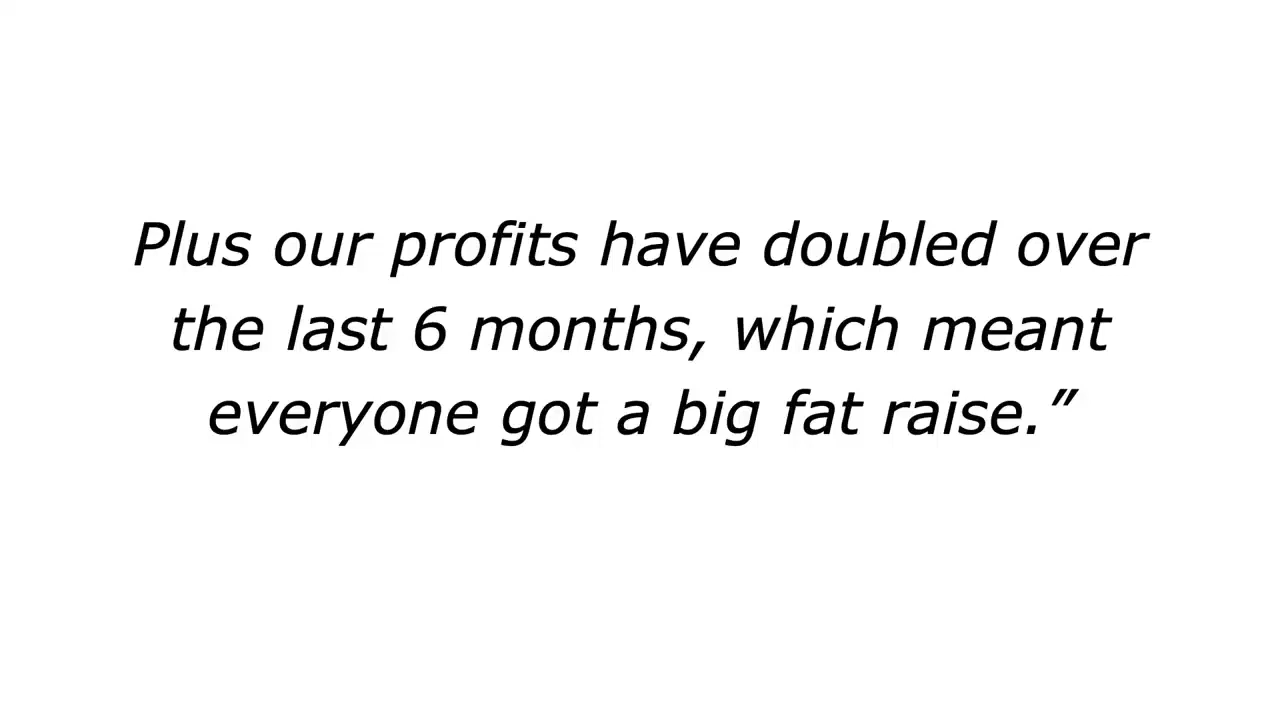 Plus our profits have doubled over
the last 6 months, which meant
everyone got a big fat raise.”